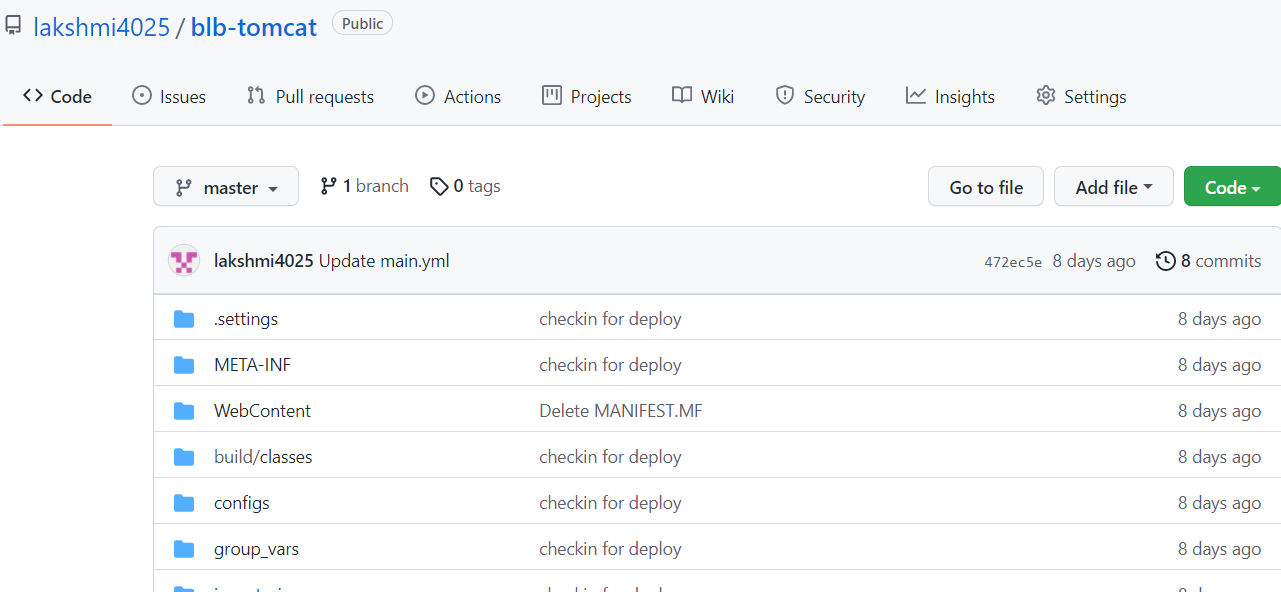 lakshmi4025 / blb-tomcat Public
Code Issues Pull requests Actions Projects Wiki Security Insights Settings
master 1 branch 0 tags Go to file Add file Code
lakshmi4025 Update main.yml 472ec5e 8 days ago 8 commits
.settings checkin for deploy 8 days ago
META-INF checkin for deploy 8 days ago
WebContent Delete MANIFEST.MF 8 days ago
build/classes checkin for deploy 8 days ago
configs checkin for deploy 8 days ago
group_vars checkin for deploy 8 days ago